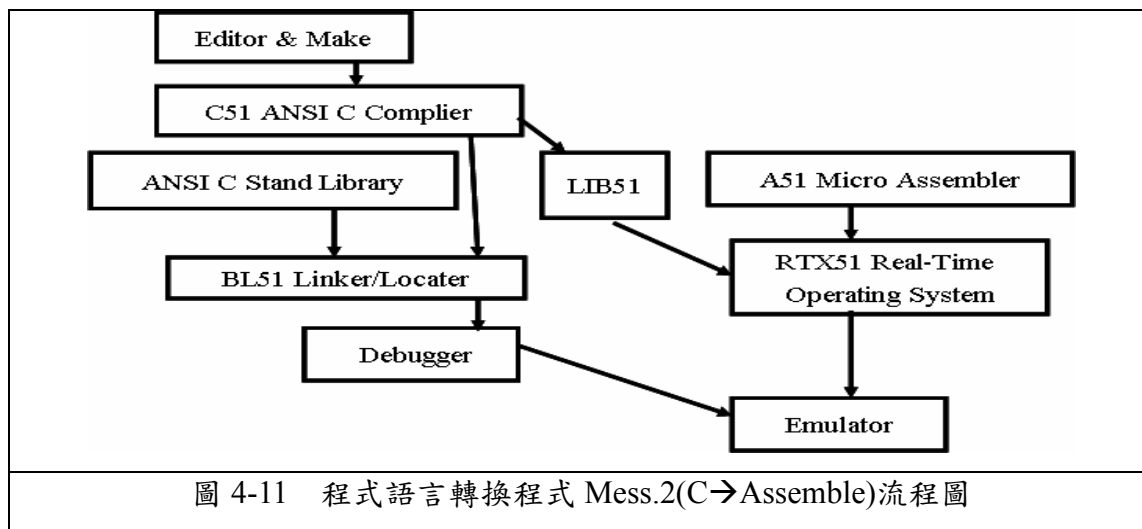 Editor & Make
C51 ANSI C Complier
ANSI C Stand Library
LIB51
A51 Micro Assembler
BL51 Linker/Locater
RTX51 Real-Time
Operating System
Debugger
Emulator
圖 4-11 程式語言轉換程式 Mess.2(C→Assemble)流程圖